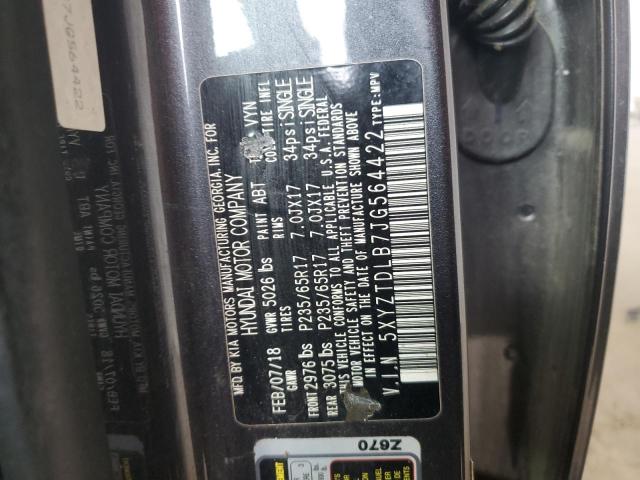 MFD BY KIA MOTORS MANUFACTURING GEORGIA, INC. FOR
HYUNDAI MOTOR COMPANY
FEB/07/18 GVWR 5026 lbs PAINT ABT VYN
GAWR TIRES RIMS COLD TIRE INFL
FRONT 2976 lbs P235/65R17 7.0JX17 34psi SINGLE
REAR 3075 lbs P235/65R17 7.0JX17 34psi SINGLE
THIS VEHICLE CONFORMS TO ALL APPLICABLE U.S.A. FEDERAL
MOTOR VEHICLE SAFETY AND THEFT PREVENTION STANDARDS
IN EFFECT ON THE DATE OF MANUFACTURE SHOWN ABOVE
V.I.N 5XYZTDLB7JG564422 TYPE:MPV
Z670
7JG564422